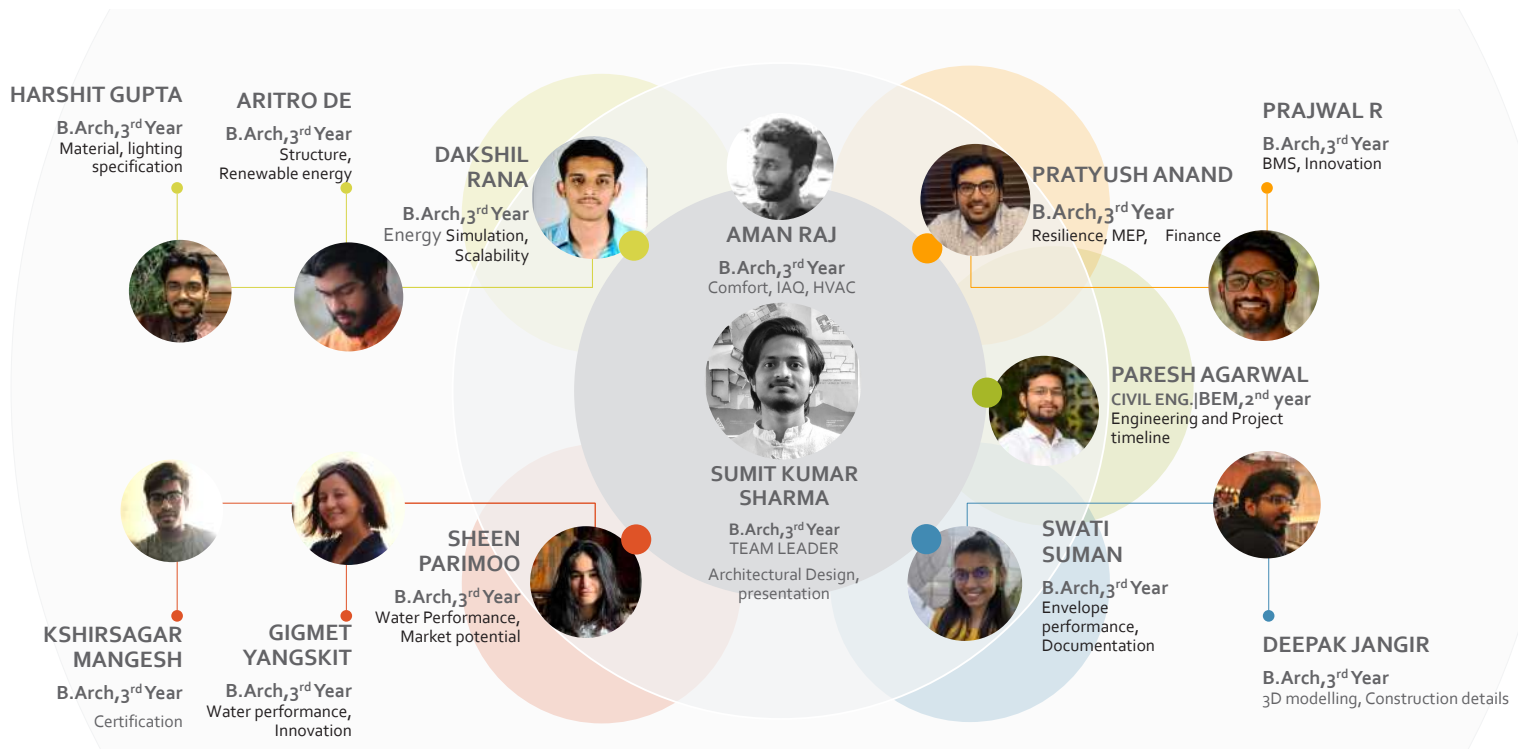 HARSHIT GUPTA
B.Arch,3rd Year
Material, lighting
specification
ARITRO DE
B.Arch,3rd Year
Structure,
Renewable energy
DAKSHIL
RANA
B.Arch,3rd Year
Energy Simulation,
Scalability
AMAN RAJ
B.Arch,3rd Year
Comfort, IAQ, HVAC
PRATYUSH ANAND
B.Arch,3rd Year
Resilience, MEP, Finance
PRAJWAL R
B.Arch,3rd Year
BMS, Innovation
PARESH AGARWAL
CIVIL ENG.|BEM,2nd year
Engineering and Project
timeline
SUMIT KUMAR
SHARMA
B.Arch,3rd Year
TEAM LEADER
Architectural Design,
presentation
KSHIRSAGAR
MANGESH
B.Arch,3rd Year
Certification
GIGMET
YANGSKIT
B.Arch,3rd Year
Water performance,
Innovation
SHEEN
PARIMOO
B.Arch,3rd Year
Water Performance,
Market potential
SWATI
SUMAN
B.Arch,3rd Year
Envelope
performance,
Documentation
DEEPAK JANGIR
B.Arch,3rd Year
3D modelling, Construction details